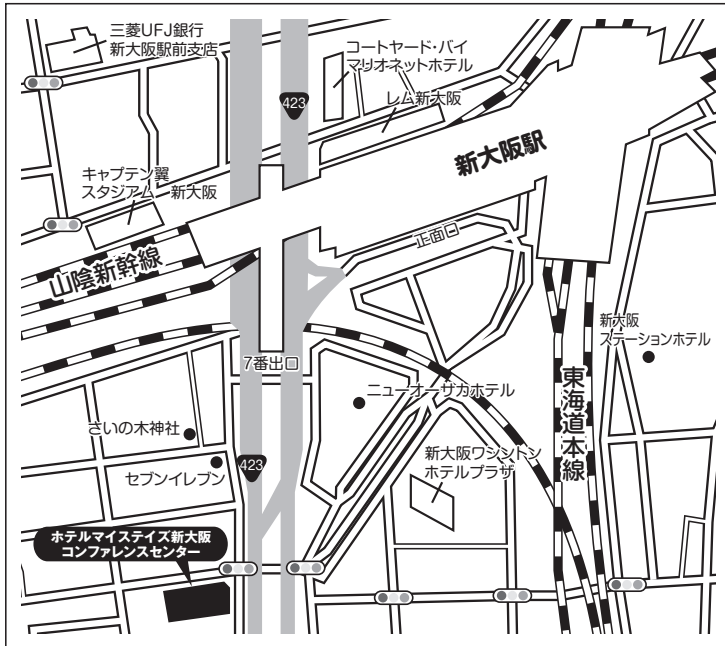 三菱UFJ銀行
新大阪駅前支店
コートヤード・バイ
マリオネットホテル
423
レム新大阪
新大阪駅
キャプテン翼
スタジアム 新大阪
正面口
山陰新幹線
新大阪
ステーションホテル
7番出口
ニューオーサカホテル
東海道本線
さいの木神社
新大阪ワシントン
ホテルプラザ
セブンイレブン
423
ホテルマイステイズ新大阪
コンファレンスセンター